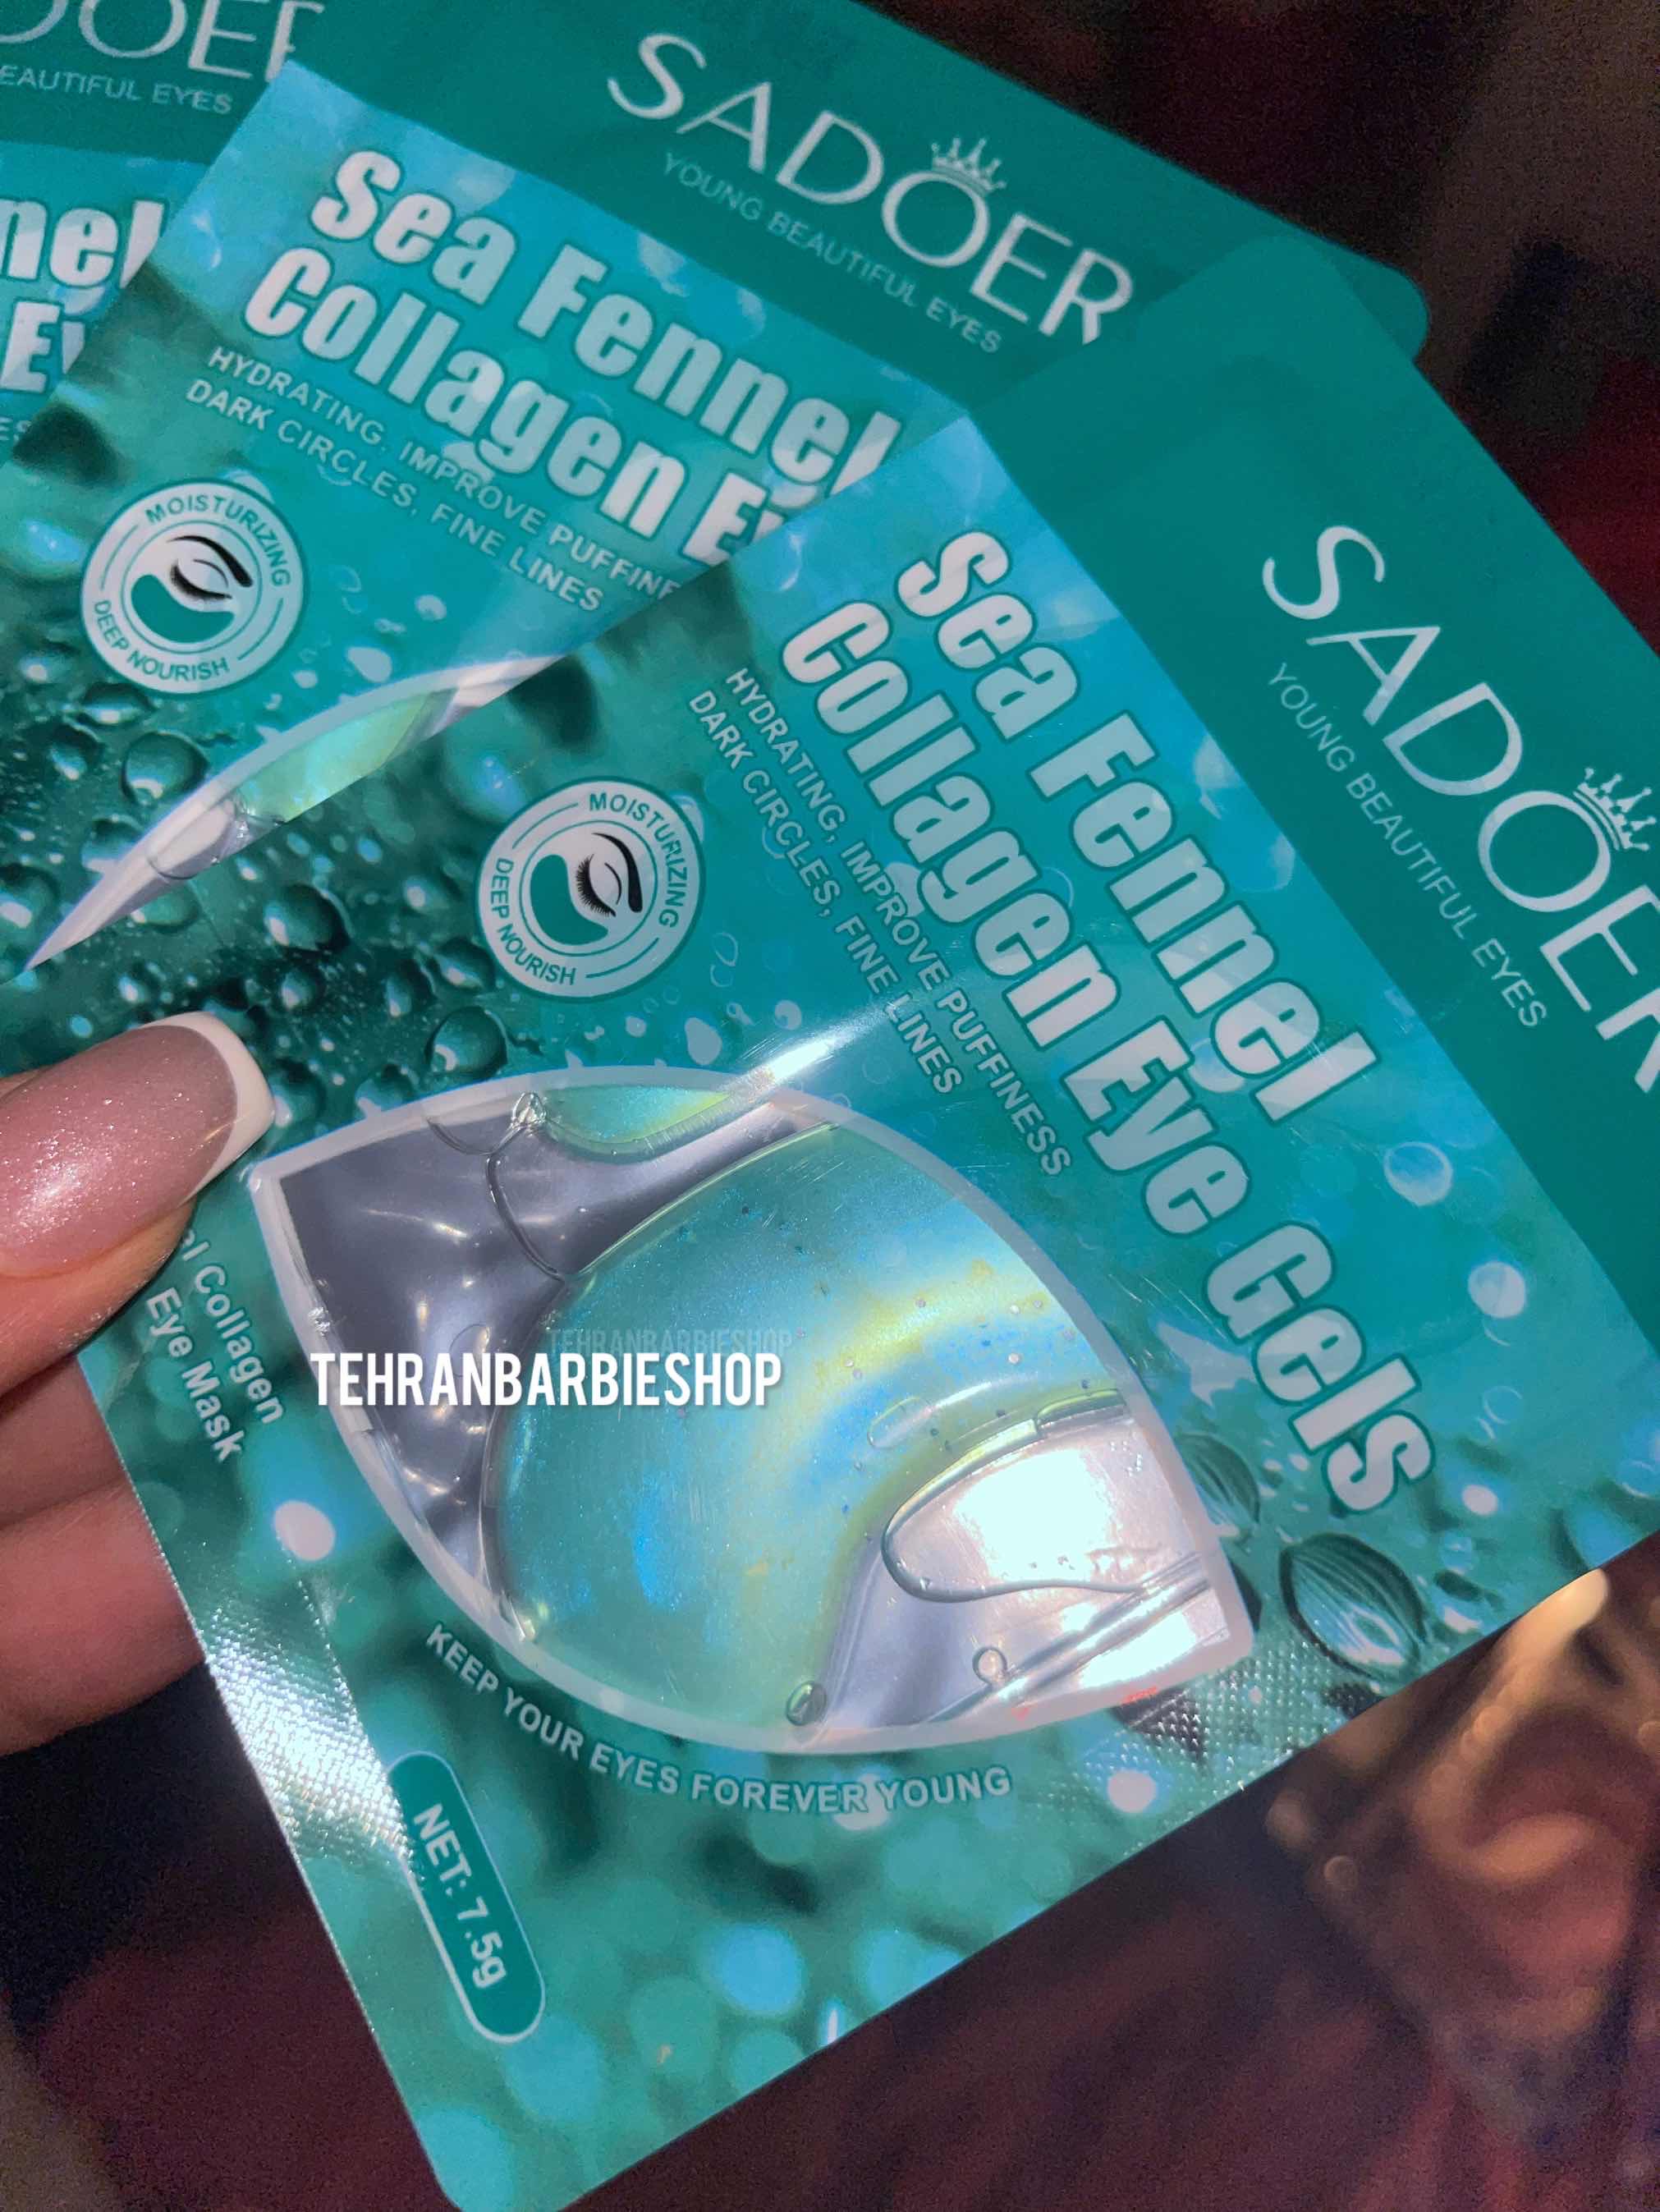 SADOER
YOUNG BEAUTIFUL EYES
Sea Fennel
Collagen
HYDRATING, IMPROVE
DARK CIRCLES, FINE LINES
MOISTURIZING
DEEP NOURISH
EAUTIFUL EYES
SADOER
YOUNG BEAUTIFUL EYES
Sea Fennel
Collagen Eye Gels
HYDRATING, IMPROVE PUFFINESS
DARK CIRCLES, FINE LINES
MOISTURIZING
DEEP NOURISH
Collagen
Eye Mask
TEHRANBARBIESHOP
TEHRANBARBIESHOP
KEEP YOUR EYES FOREVER YOUNG
NET: 7.5g